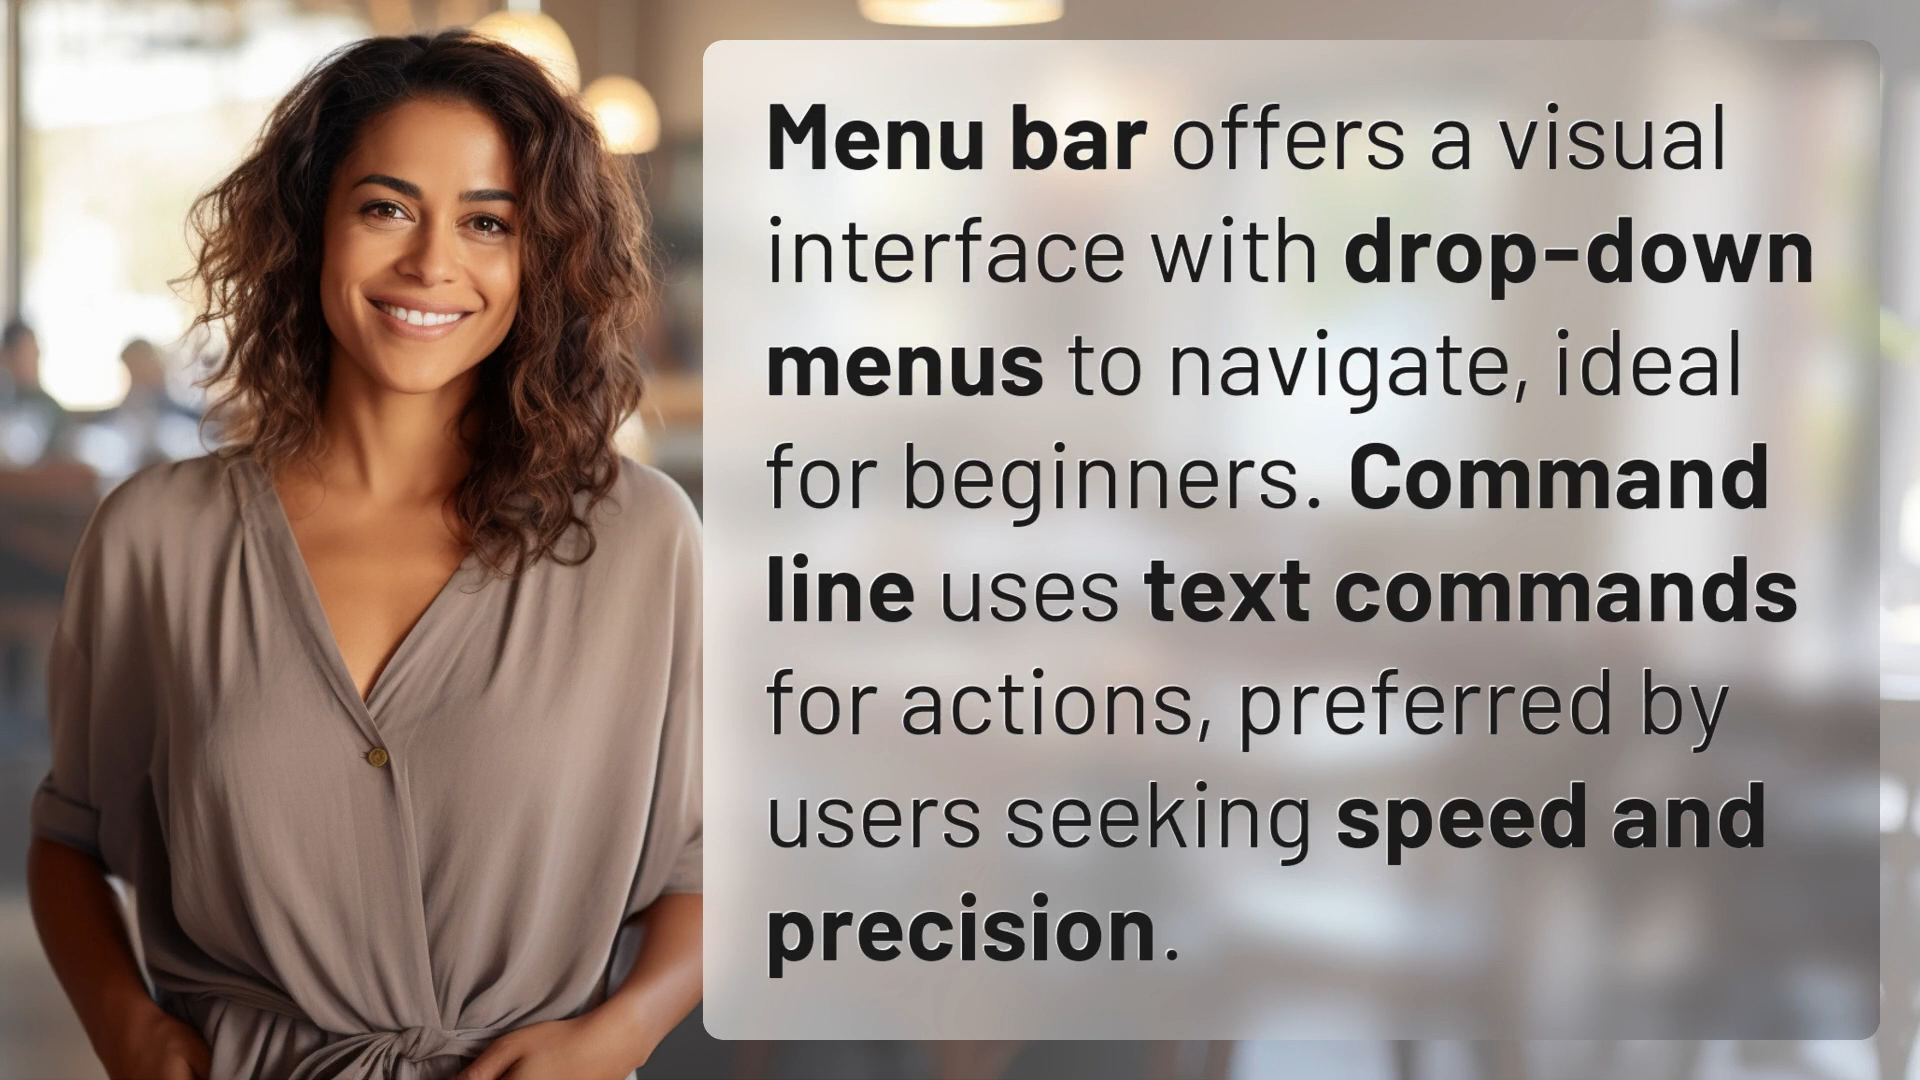 Menu bar offers a visual
interface with drop-down
menus to navigate, ideal
for beginners. Command
line uses text commands
for actions, preferred by
users seeking speed and
precision.